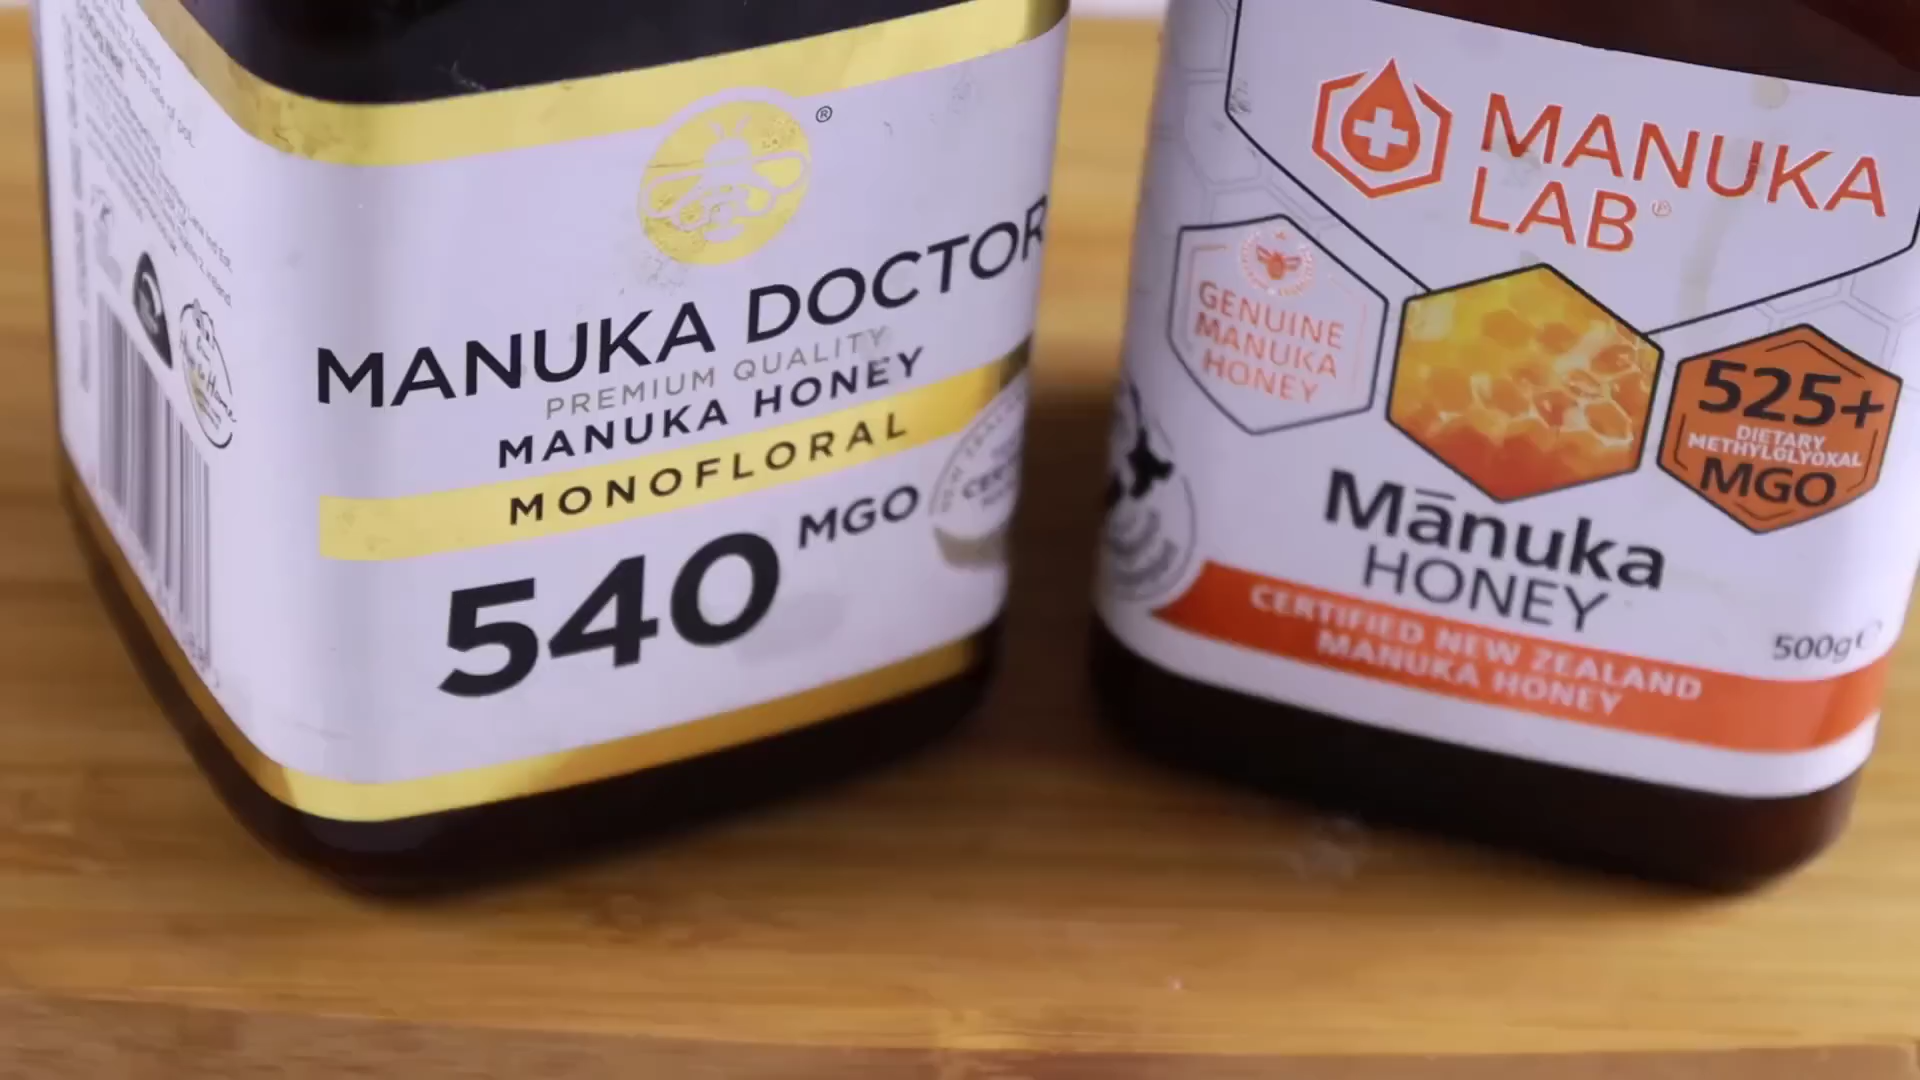 ®
MANUKA DOCTOR
PREMIUM QUALITY
MANUKA HONEY
MONOFLORAL
540 MGO
MANUKA
LAB®
GENUINE
MANUKA
HONEY
525+
DIETARY
METHYLGLYOXAL
MGO
Mānuka
HONEY
CERTIFIED NEW ZEALAND
MANUKA HONEY
500g e